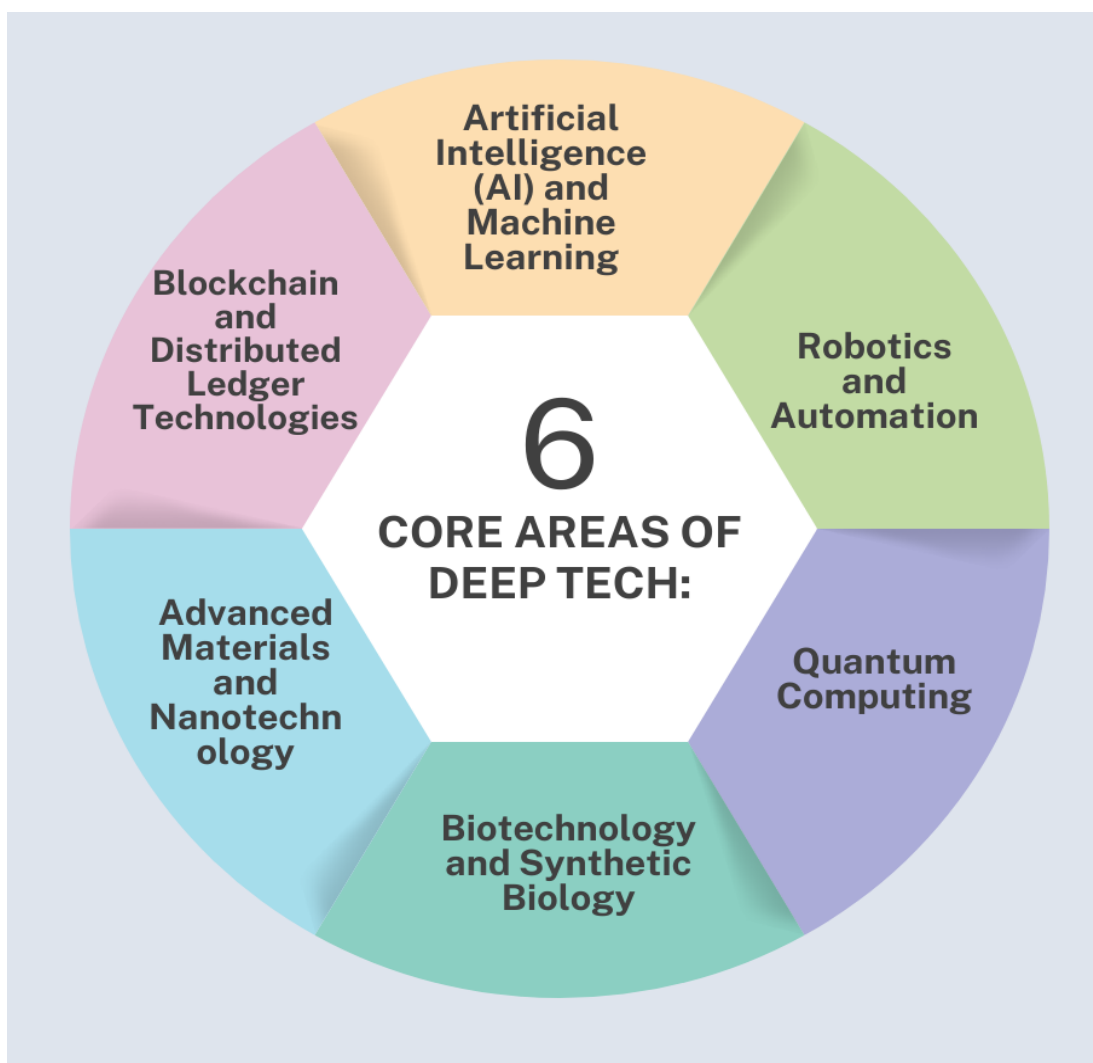 6
CORE AREAS OF
DEEP TECH:
Artificial
Intelligence
(AI) and
Machine
Learning
Robotics
and
Automation
Quantum
Computing
Biotechnology
and Synthetic
Biology
Advanced
Materials
and
Nanotechn
ology
Blockchain
and
Distributed
Ledger
Technologies